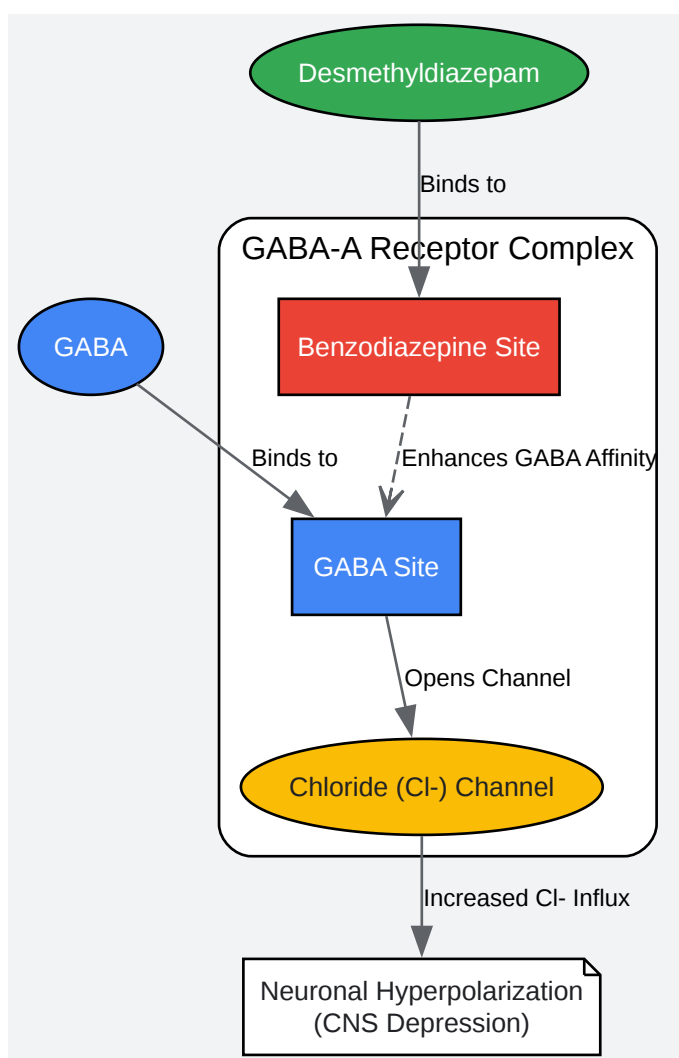 Desmethyldiazepam
Binds to
GABA-A Receptor Complex
GABA
Benzodiazepine Site
Binds to
Enhances GABA Affinity
GABA Site
Opens Channel
Chloride (Cl-) Channel
Increased Cl- Influx
Neuronal Hyperpolarization
(CNS Depression)